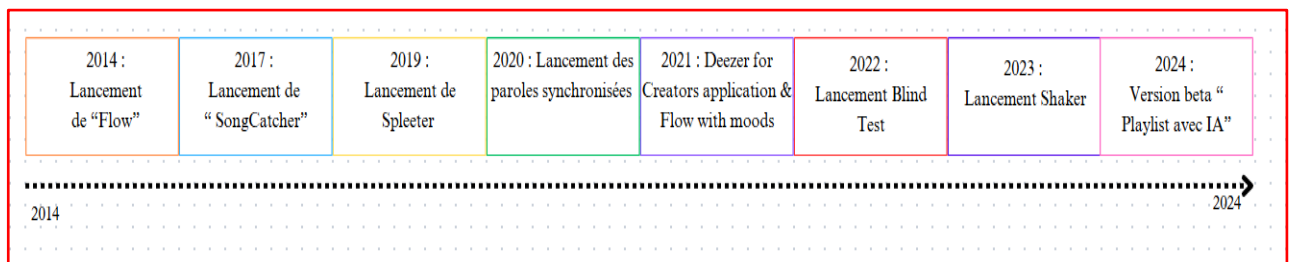 2014 :
Lancement
de “Flow”
2017 :
Lancement de
“ SongCatcher”
2019 :
Lancement de
Spleeter
2020 : Lancement des
paroles synchronisées
2021 : Deezer for
Creators application &
Flow with moods
2022 :
Lancement Blind
Test
2023 :
Lancement Shaker
2024 :
Version beta “
Playlist avec IA”
2014
2024